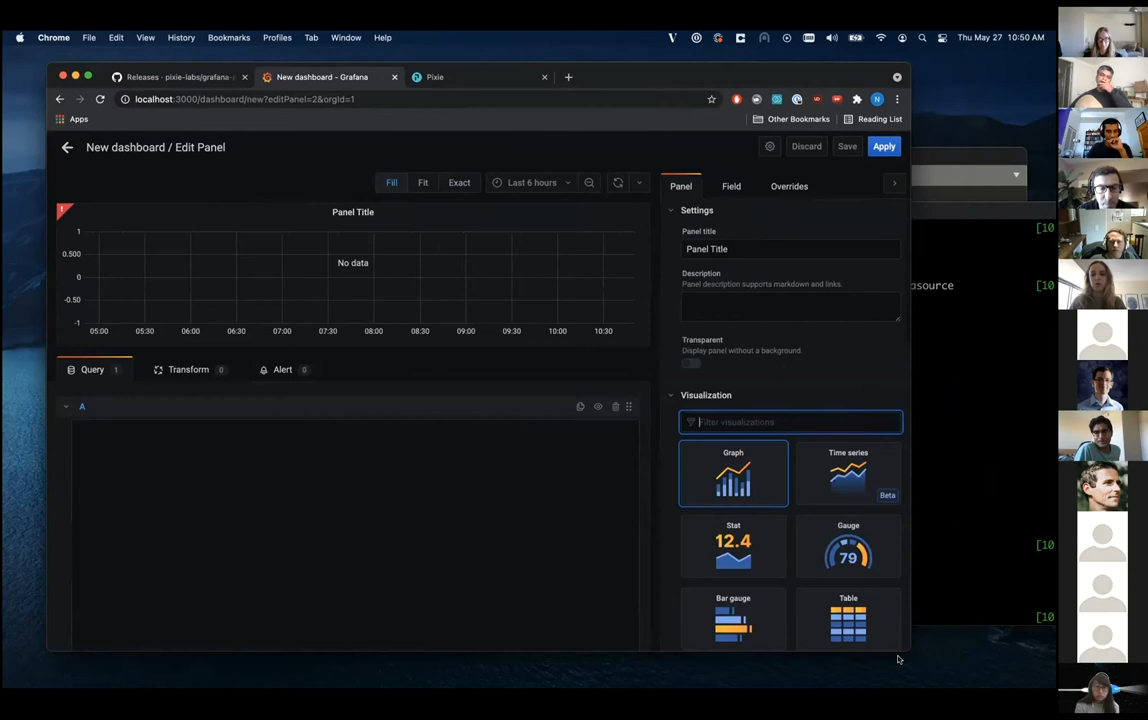 Chrome File Edit View History Bookmarks Profiles Tab Window Help Thu May 27 10:50 AM
Releases · pixie-labs/grafana- New dashboard - Grafana Pixie
localhost:3000/dashboard/new?editPanel=2&orgId=1
Apps Other Bookmarks Reading List
New dashboard / Edit Panel Discard Save Apply
Fill Fit Exact Last 6 hours
Panel Field Overrides
Panel Title
1
0.500
0
-0.50
-1
No data
05:00 05:30 06:00 06:30 07:00 07:30 08:00 08:30 09:00 09:30 10:00 10:30
Query 1 Transform 0 Alert 0
A
Settings
Panel title
Panel Title
Description
Panel description supports markdown and links.
Transparent
Display panel without a background.
Visualization
Filter visualizations
Graph Time series
Beta
Stat Gauge
12.4 79
Bar gauge Table
[10
asource [10
[10
[10